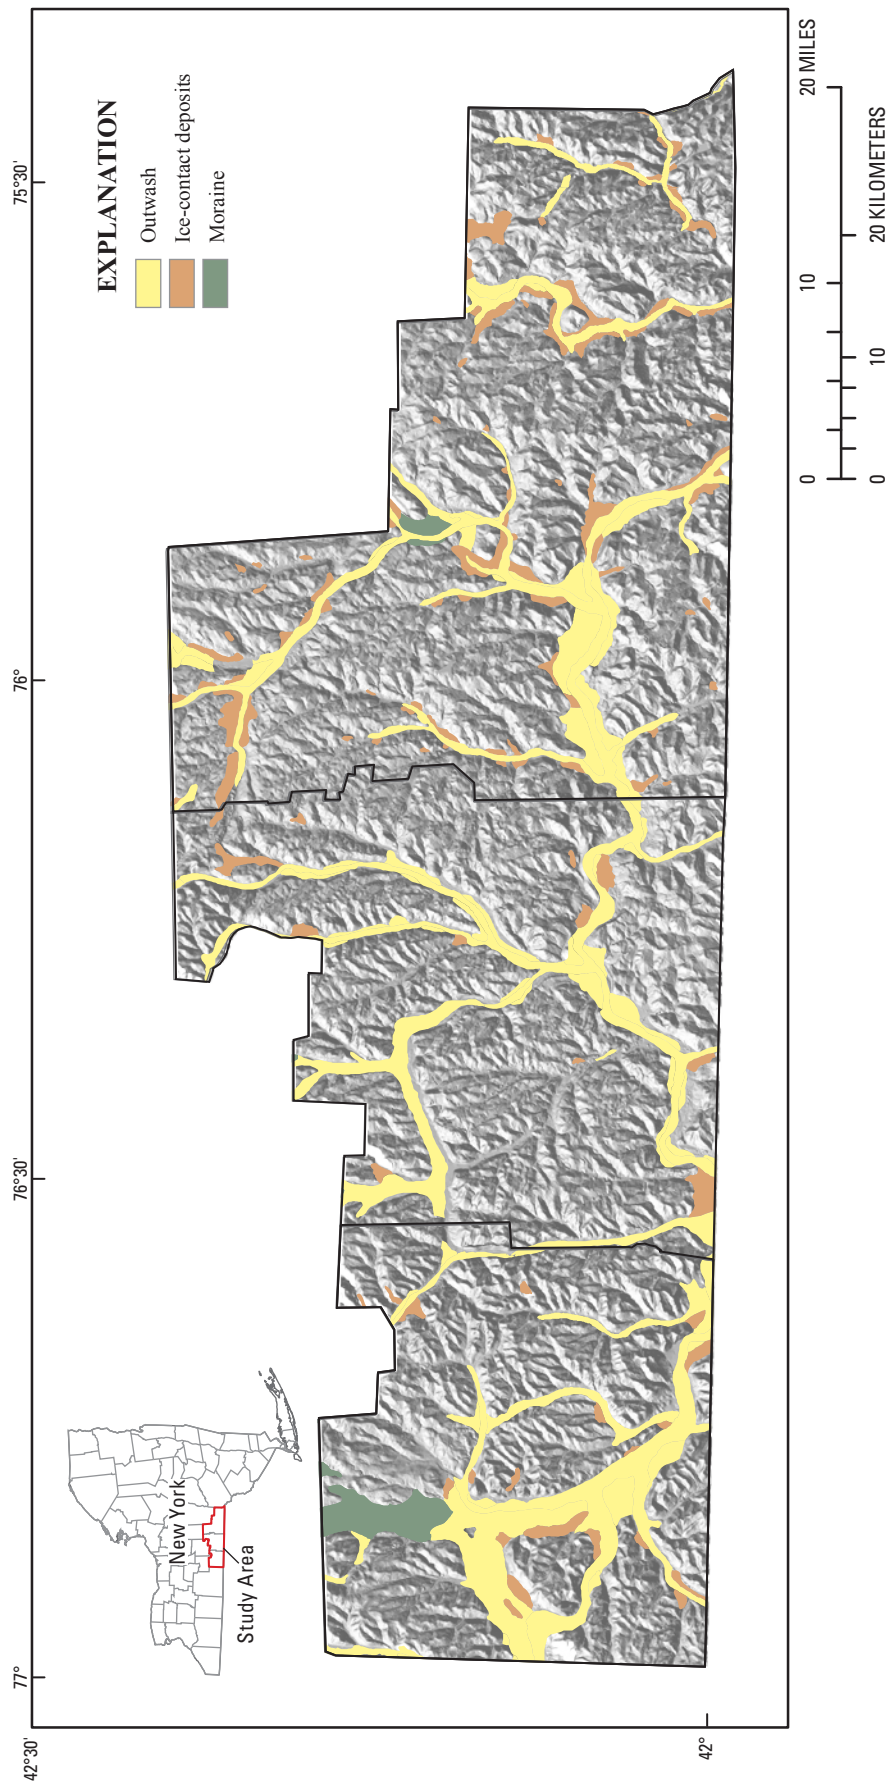 77°
76°30'
76°
75°30'
42°30'
42°
New York
Study Area
EXPLANATION
Outwash
Ice-contact deposits
Moraine
0
10
20 MILES
0
10
20 KILOMETERS